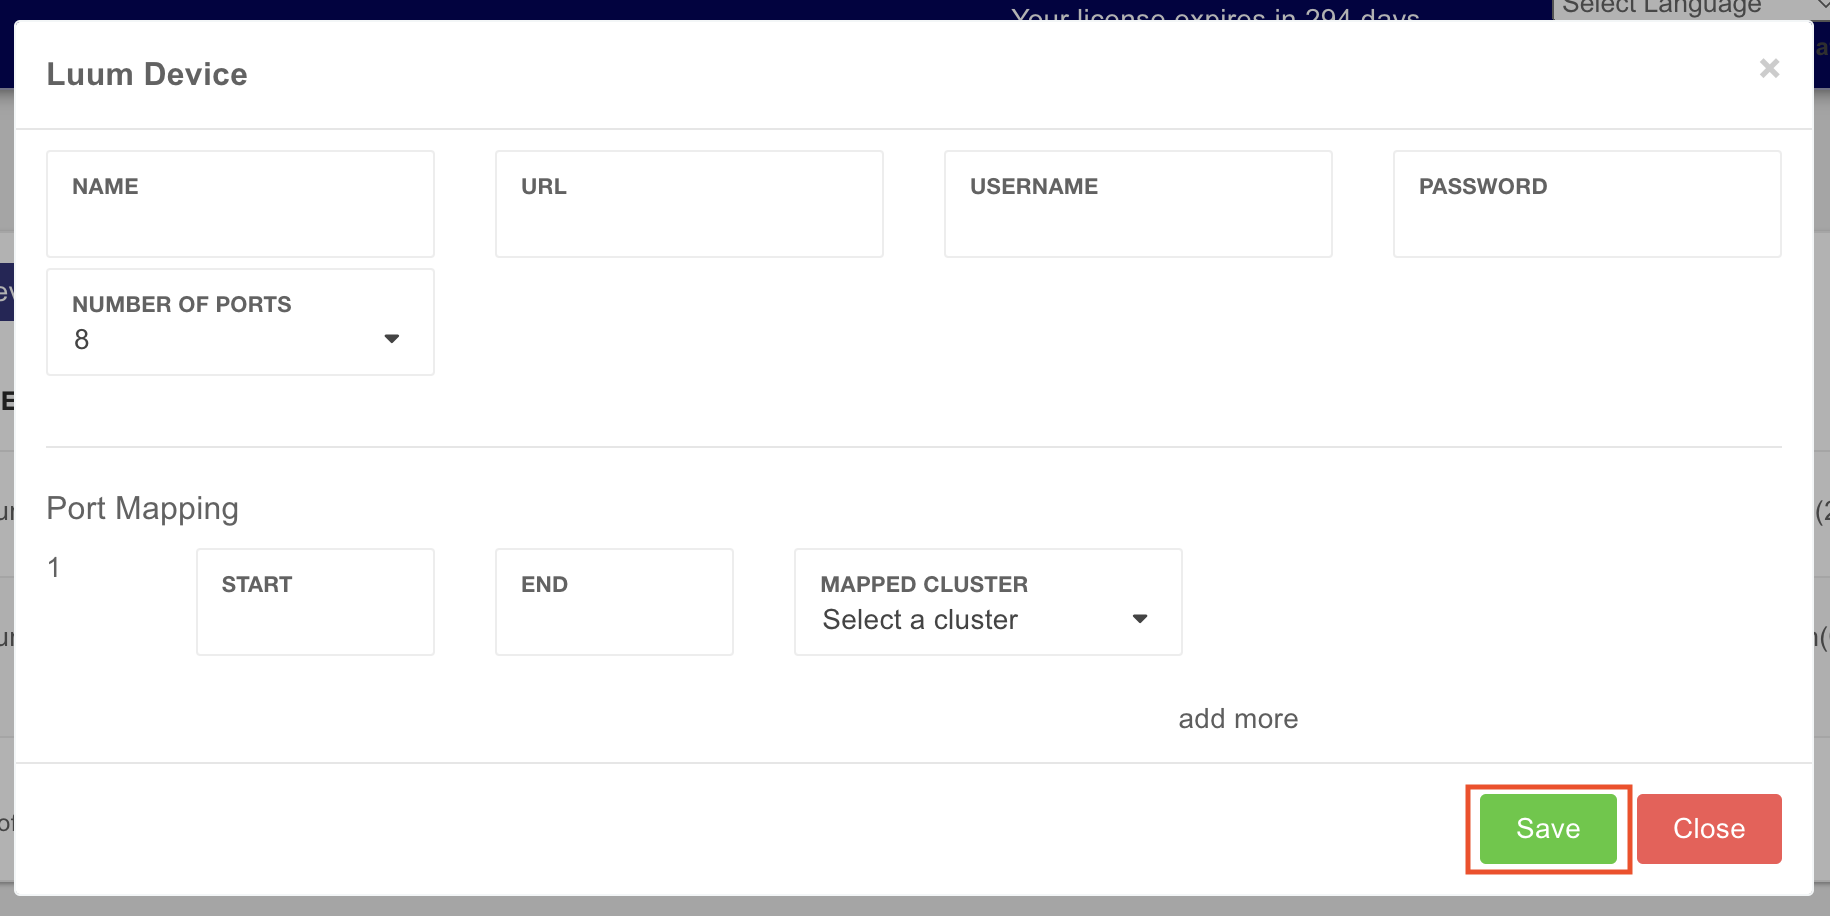 Your license expires in 294 days
Select Language
Luum Device
×
NAME
URL
USERNAME
PASSWORD
NUMBER OF PORTS
8
Port Mapping
1
START
END
MAPPED CLUSTER
Select a cluster
add more
Save
Close